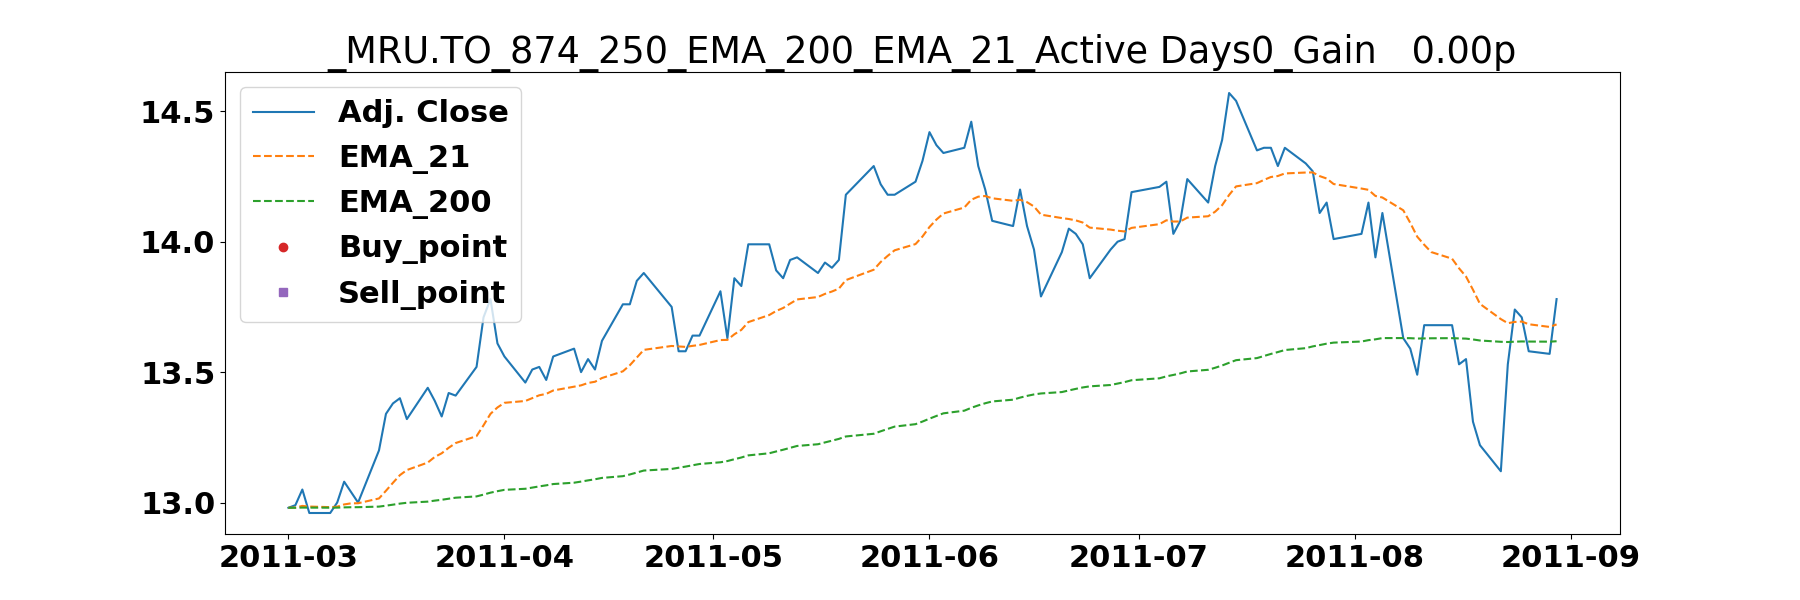 _MRU.TO_874_250_EMA_200_EMA_21_Active Days0_Gain   0.00p
14.5
14.0
13.5
13.0
Adj. Close
EMA_21
EMA_200
Buy_point
Sell_point
2011-03 2011-04 2011-05 2011-06 2011-07 2011-08 2011-09